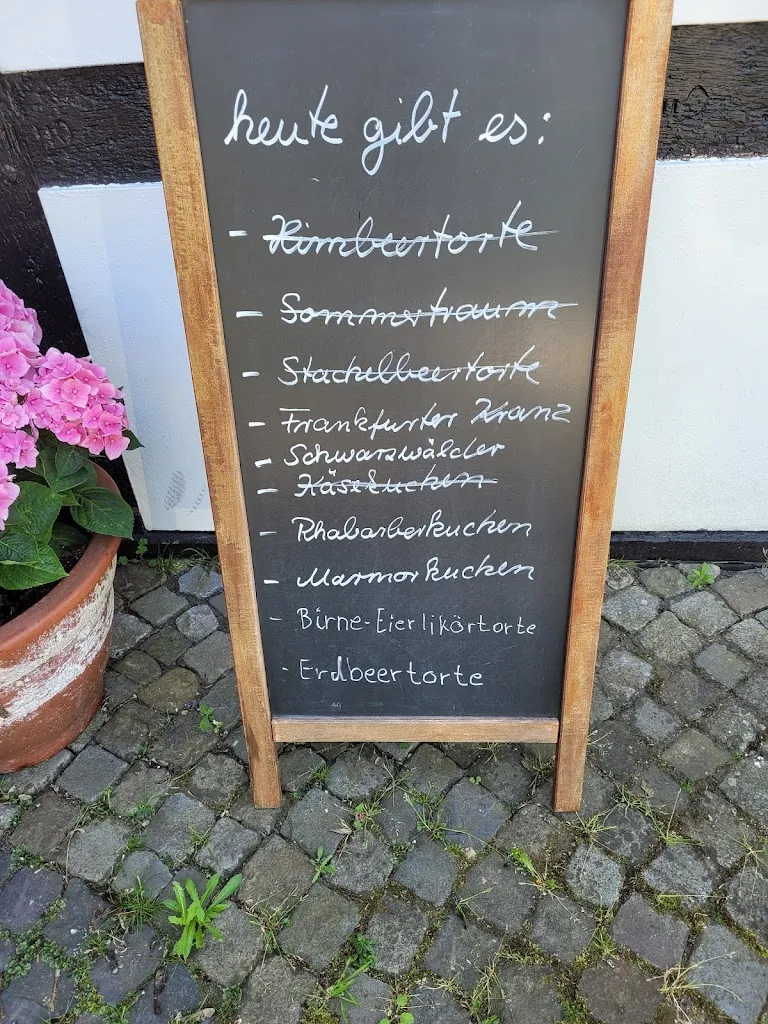 heute gibt es:
- Himbeertorte
- Sommertraum
- Stachelbeertorte
- Frankfurter Kranz
- Schwarzwälder
- Käsekuchen
- Rhabarberkuchen
- Marmorkuchen
- Birne-Eierlikörtorte
- Erdbeertorte